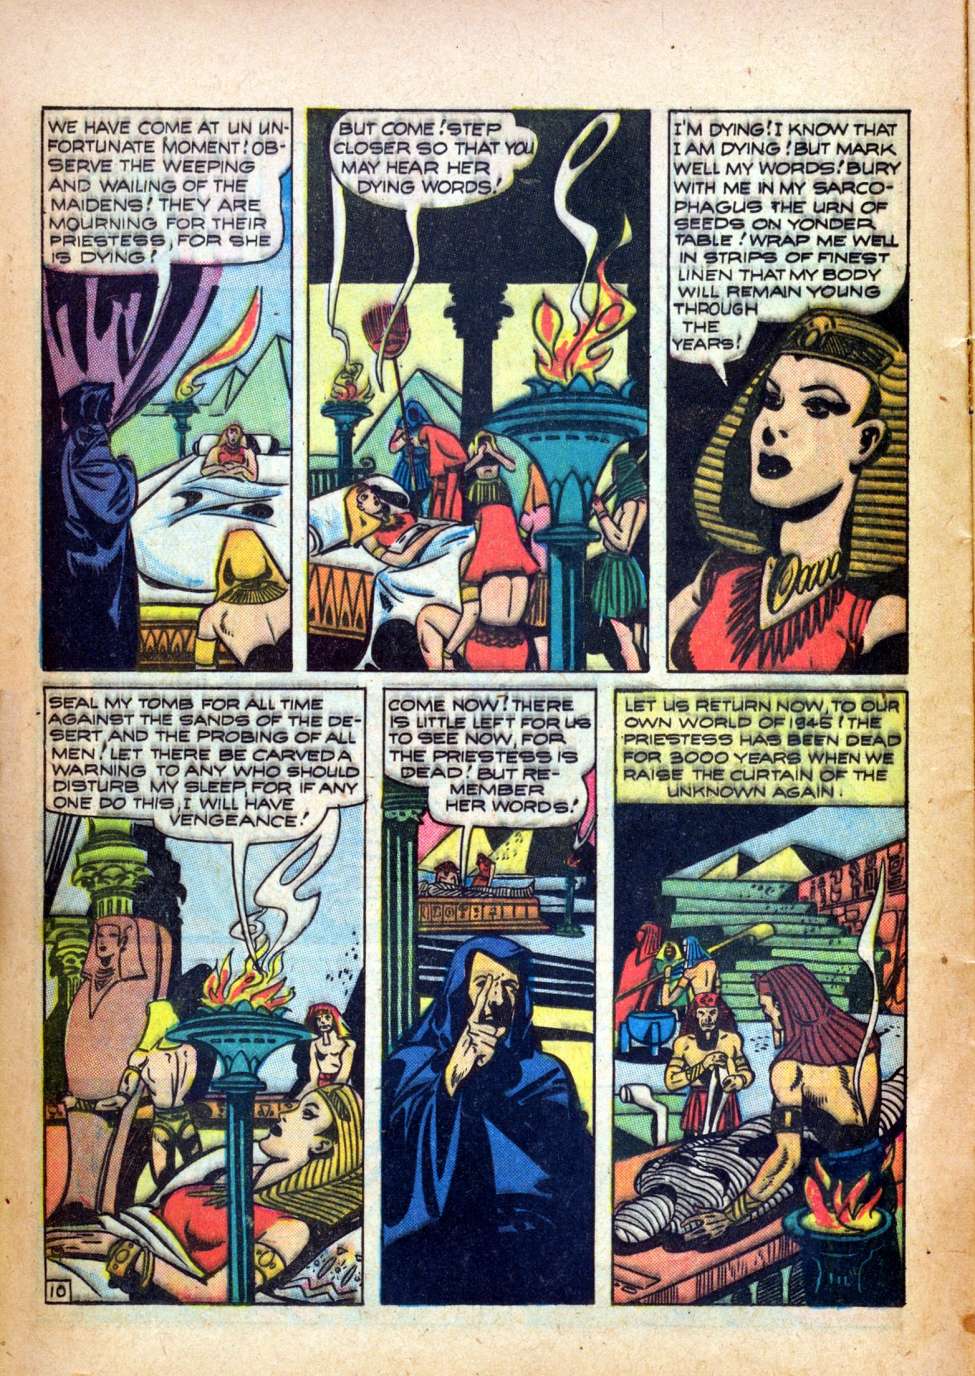 WE HAVE COME AT UN UN-
FORTUNATE MOMENT! OB-
SERVE THE WEEPING
AND WAILING OF THE
MAIDENS! THEY ARE
MOURNING FOR THEIR
PRIESTESS, FOR SHE
IS DYING!
BUT COME! STEP
CLOSER SO THAT YOU
MAY HEAR HER
DYING WORDS!
I'M DYING! I KNOW THAT
I AM DYING! BUT MARK
WELL MY WORDS! BURY
WITH ME IN MY SARCO-
PHAGUS THE URN OF
SEEDS ON YONDER
TABLE! WRAP ME WELL
IN STRIPS OF FINEST
LINEN THAT MY BODY
WILL REMAIN YOUNG
THROUGH
THE
YEARS!
SEAL MY TOMB FOR ALL TIME
AGAINST THE SANDS OF THE DE-
SERT, AND THE PROBING OF ALL
MEN! LET THERE BE CARVED A
WARNING TO ANY WHO SHOULD
DISTURB MY SLEEP, FOR IF ANY
ONE DO THIS, I WILL HAVE
VENGEANCE!
COME NOW! THERE
IS LITTLE LEFT FOR US
TO SEE NOW, FOR
THE PRIESTESS IS
DEAD! BUT RE-
MEMBER
HER WORDS!
LET US RETURN NOW, TO OUR
OWN WORLD OF 1945! THE
PRIESTESS HAS BEEN DEAD
FOR 3000 YEARS WHEN WE
RAISE THE CURTAIN OF THE
UNKNOWN AGAIN.
10